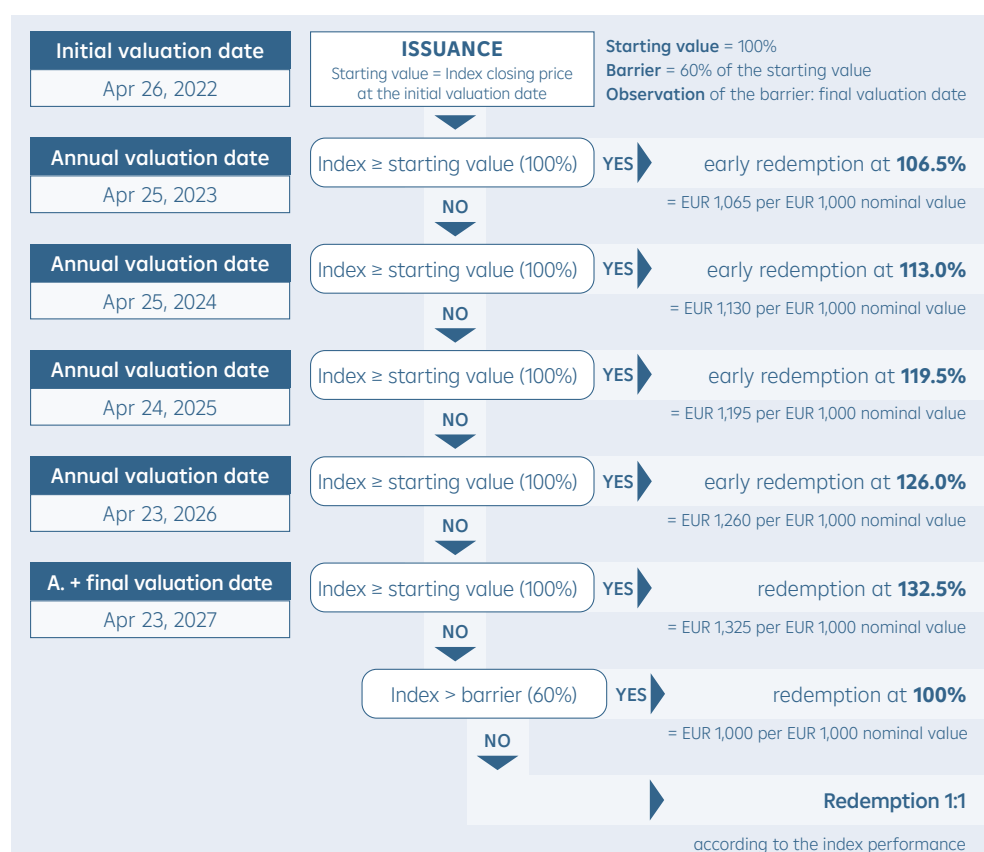 Initial valuation date
Apr 26, 2022
ISSUANCE
Starting value = Index closing price
at the initial valuation date
Starting value = 100%
Barrier = 60% of the starting value
Observation of the barrier: final valuation date
Annual valuation date
Apr 25, 2023
Index ≥ starting value (100%)
YES
early redemption at 106.5%
= EUR 1,065 per EUR 1,000 nominal value
NO
Annual valuation date
Apr 25, 2024
Index ≥ starting value (100%)
YES
early redemption at 113.0%
= EUR 1,130 per EUR 1,000 nominal value
NO
Annual valuation date
Apr 24, 2025
Index ≥ starting value (100%)
YES
early redemption at 119.5%
= EUR 1,195 per EUR 1,000 nominal value
NO
Annual valuation date
Apr 23, 2026
Index ≥ starting value (100%)
YES
early redemption at 126.0%
= EUR 1,260 per EUR 1,000 nominal value
NO
A. + final valuation date
Apr 23, 2027
Index ≥ starting value (100%)
YES
redemption at 132.5%
= EUR 1,325 per EUR 1,000 nominal value
NO
Index > barrier (60%)
YES
redemption at 100%
= EUR 1,000 per EUR 1,000 nominal value
NO
Redemption 1:1
according to the index performance